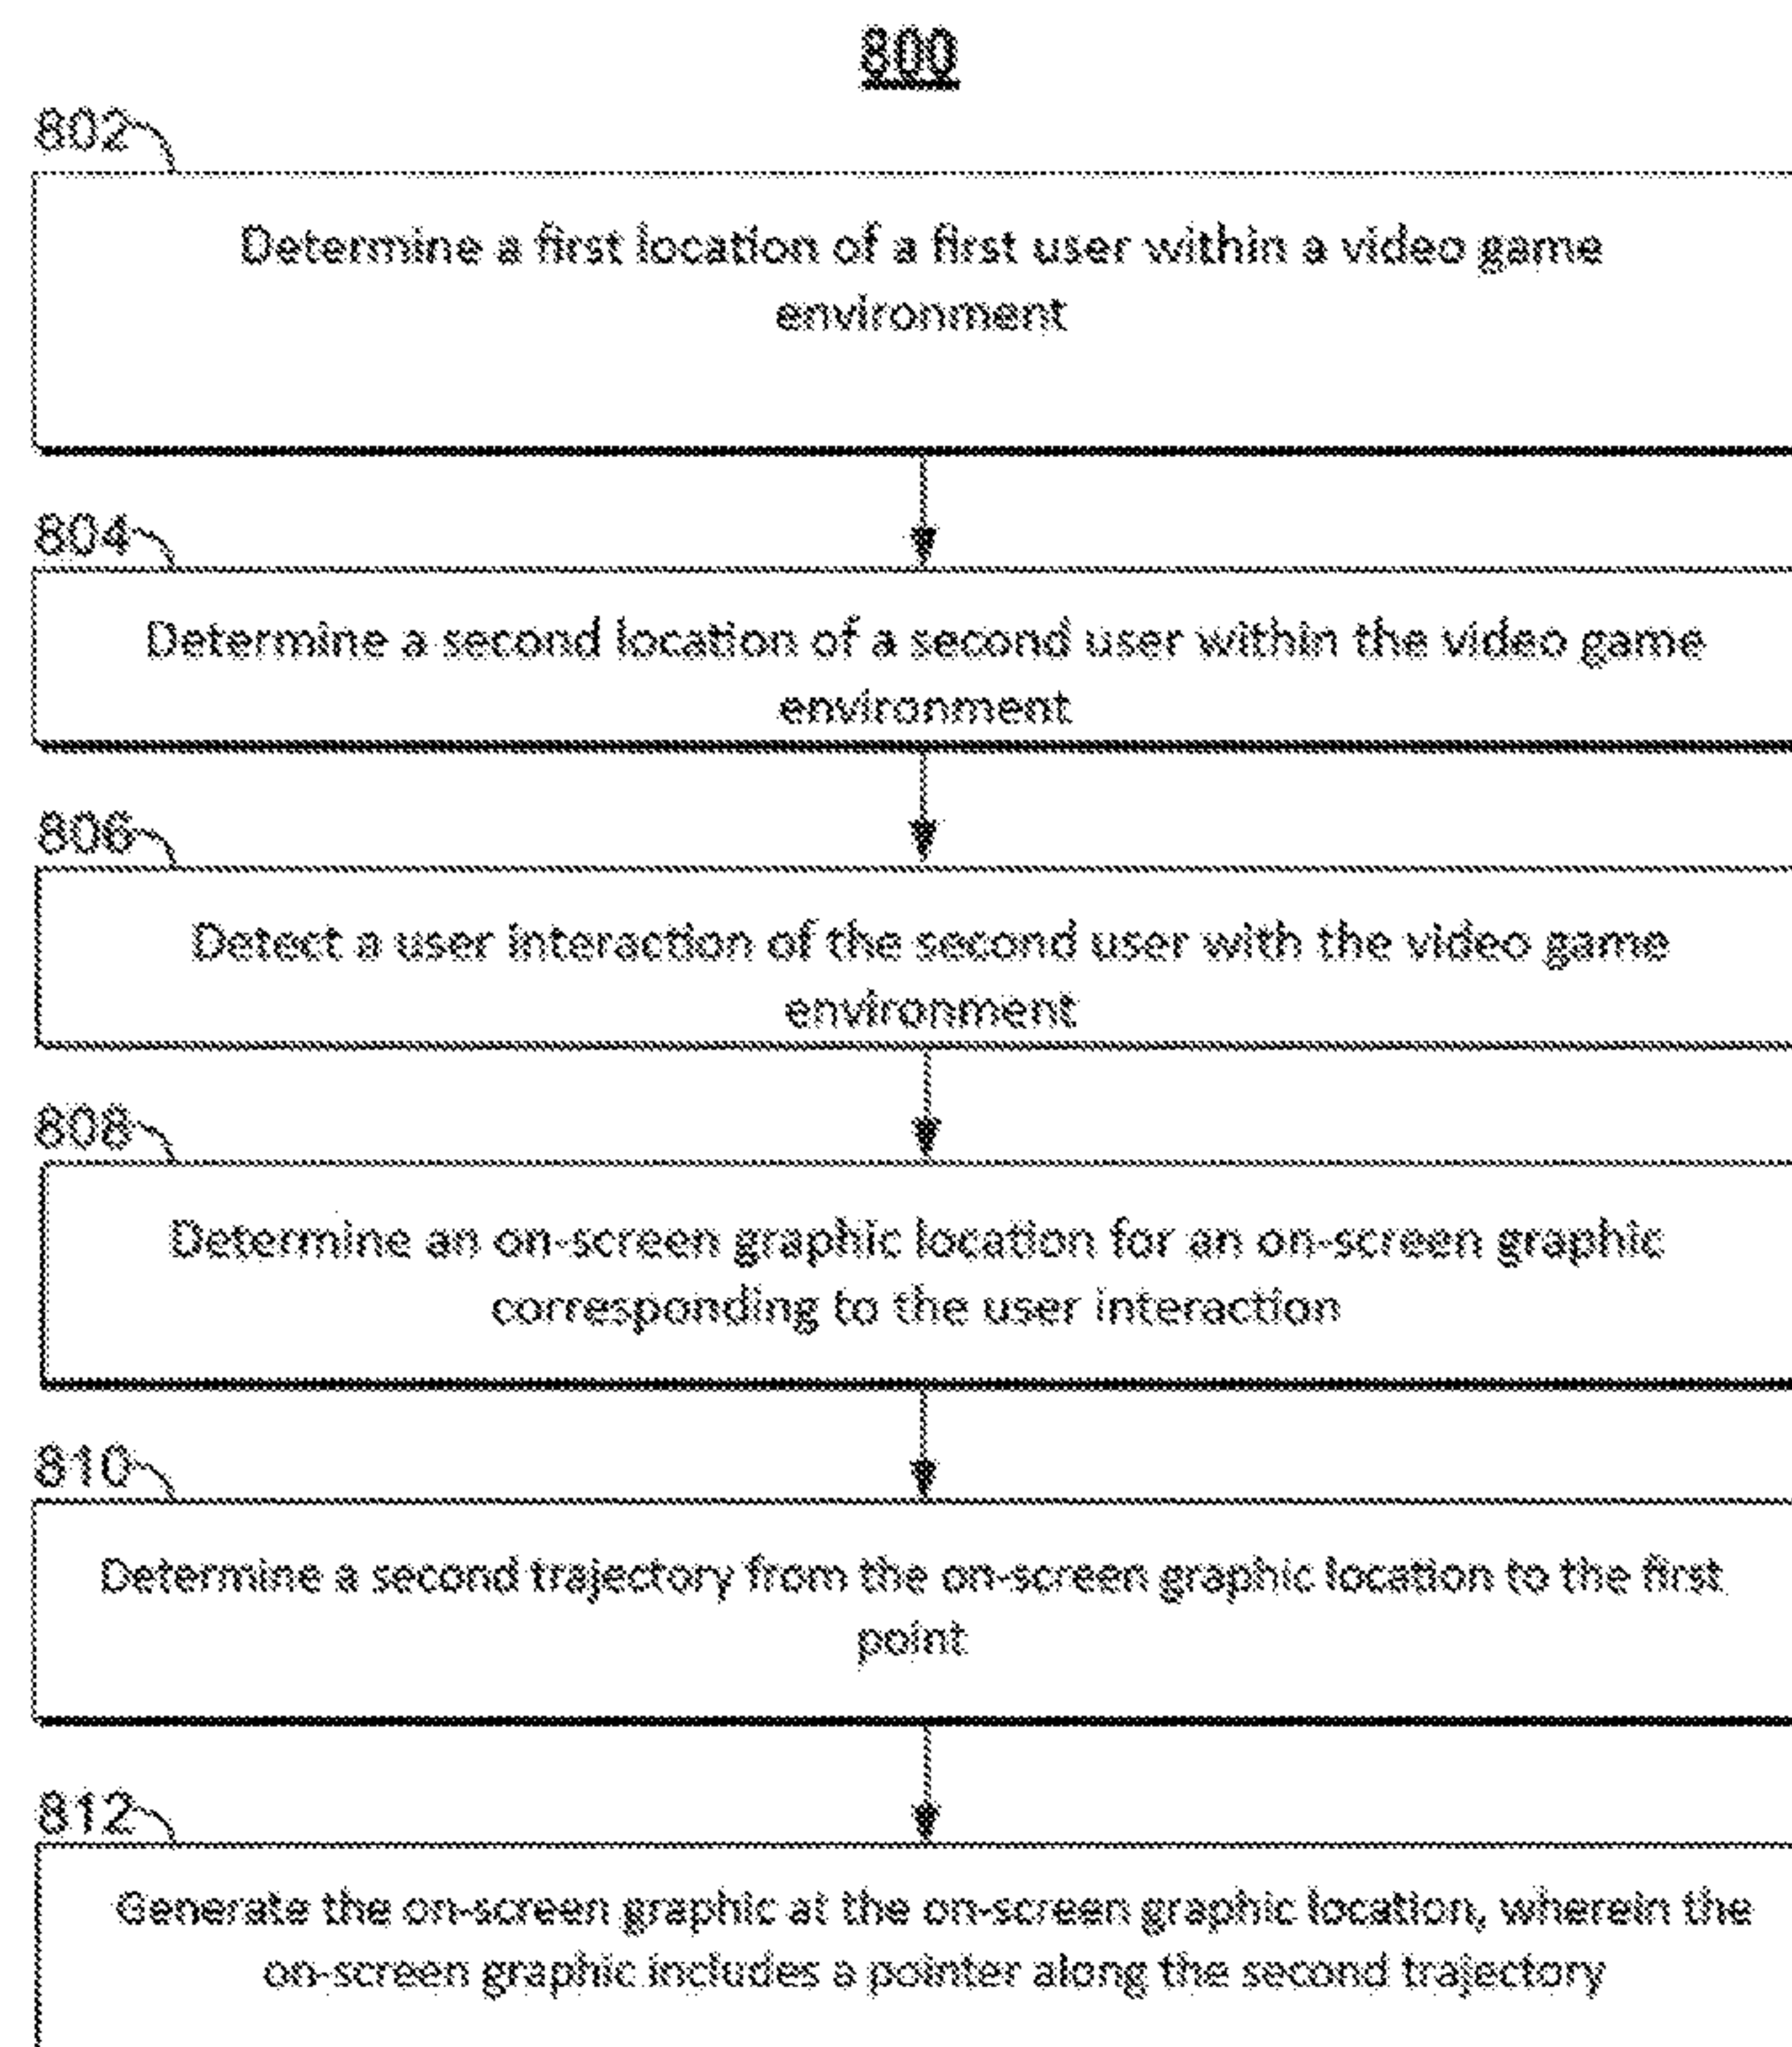 800
802
Determine a first location of a first user within a video game
environment
804
Determine a second location of a second user within the video game
environment
806
Detect a user interaction of the second user with the video game
environment
808
Determine an on-screen graphic location for an on-screen graphic
corresponding to the user interaction
810
Determine a second trajectory from the on-screen graphic location to the first
point
812
Generate the on-screen graphic at the on-screen graphic location, wherein the
on-screen graphic includes a pointer along the second trajectory